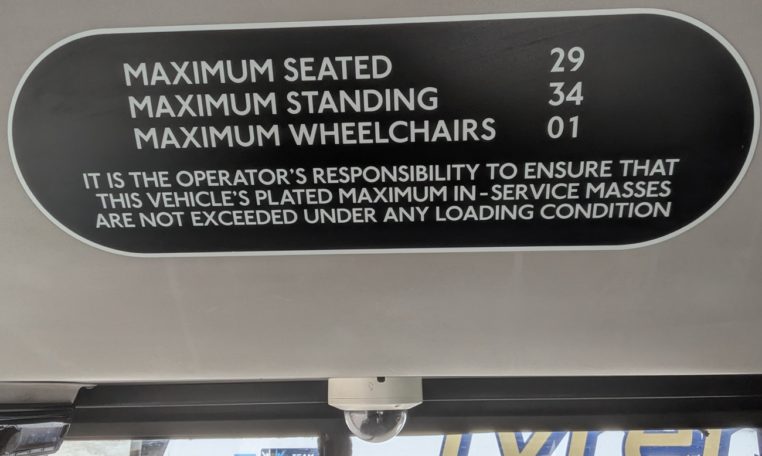 MAXIMUM SEATED 29
MAXIMUM STANDING 34
MAXIMUM WHEELCHAIRS 01
IT IS THE OPERATOR'S RESPONSIBILITY TO ENSURE THAT
THIS VEHICLE'S PLATED MAXIMUM IN-SERVICE MASSES
ARE NOT EXCEEDED UNDER ANY LOADING CONDITION